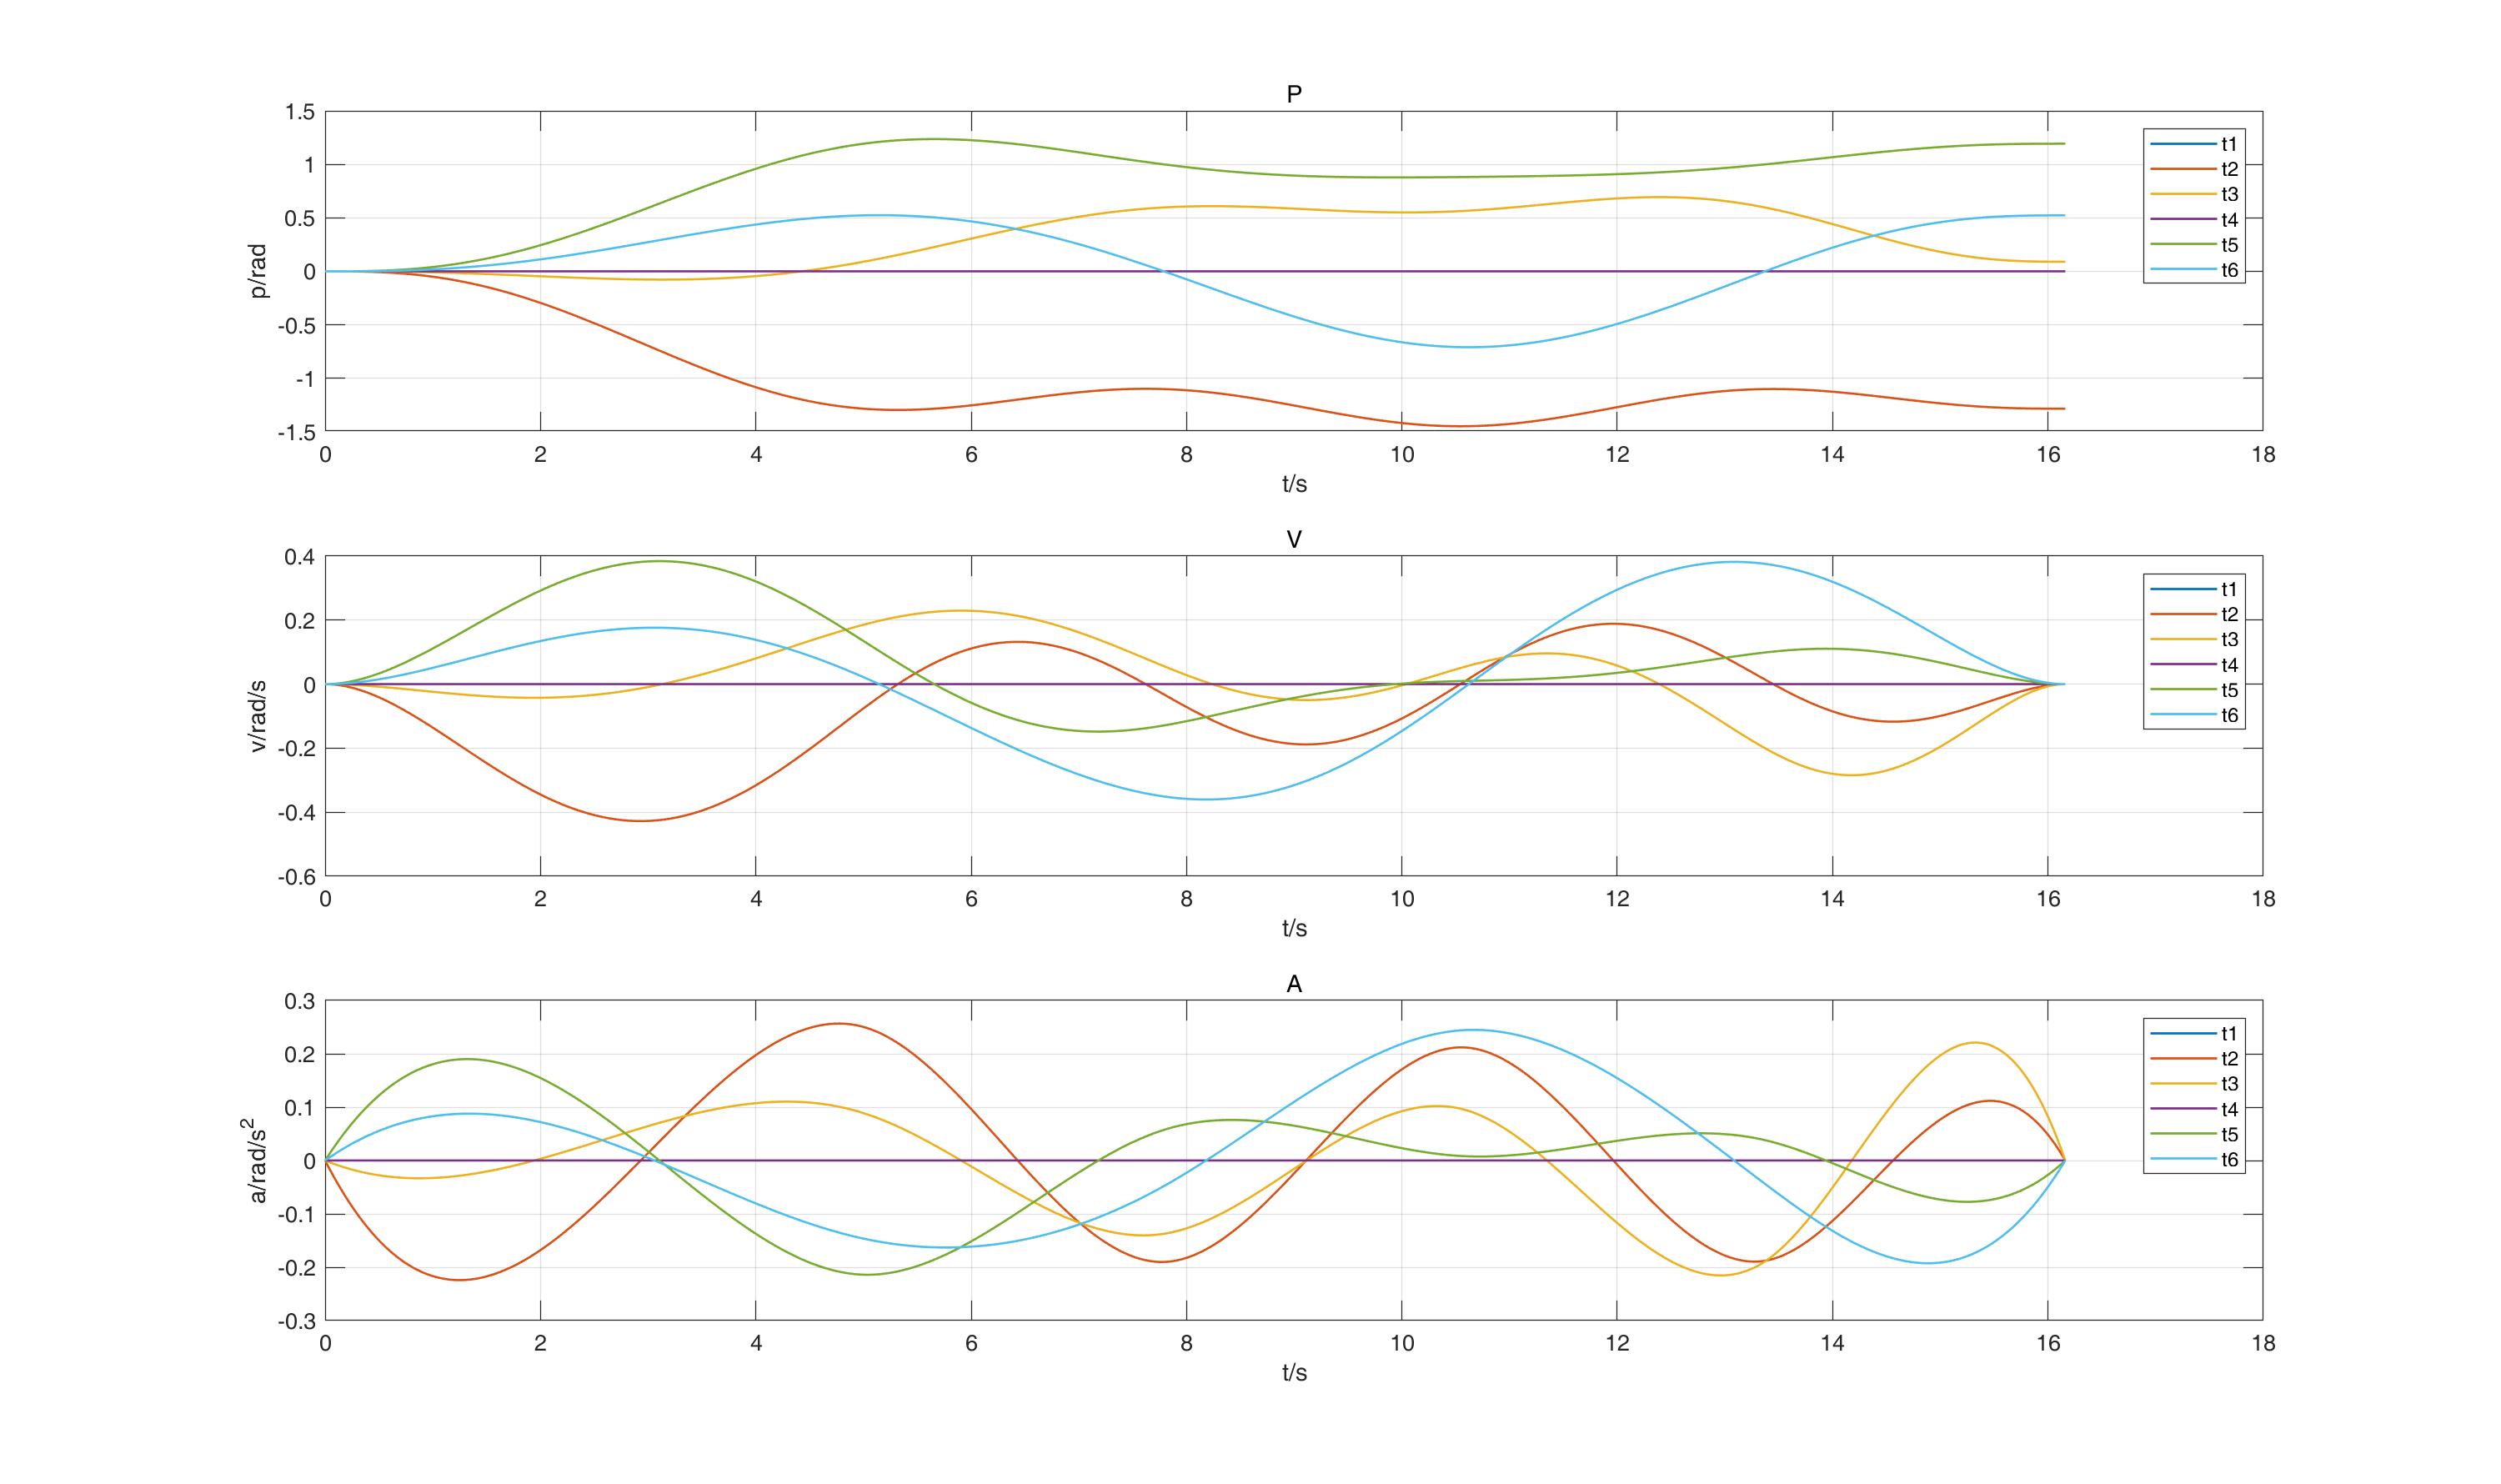 P
1.5
1
0.5
0
-0.5
-1
-1.5
p/rad
0 2 4 6 8 10 12 14 16 18
t/s
t1
t2
t3
t4
t5
t6
V
0.4
0.2
0
-0.2
-0.4
-0.6
v/rad/s
0 2 4 6 8 10 12 14 16 18
t/s
t1
t2
t3
t4
t5
t6
A
0.3
0.2
0.1
0
-0.1
-0.2
-0.3
a/rad/s²
0 2 4 6 8 10 12 14 16 18
t/s
t1
t2
t3
t4
t5
t6